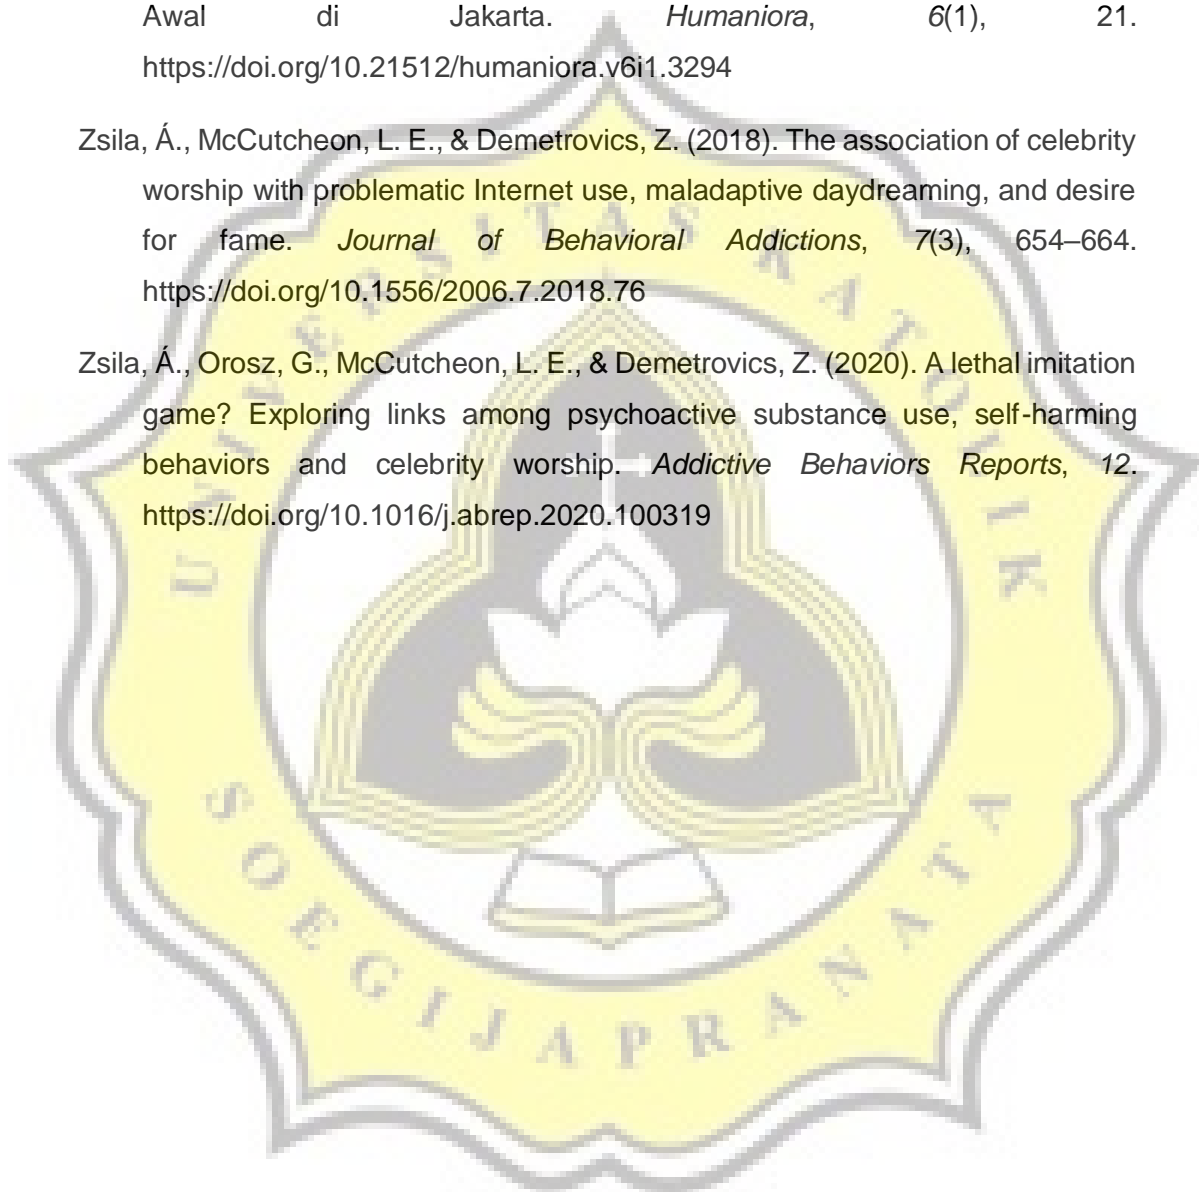 Awal di Jakarta. Humaniora, 6(1), 21.
https://doi.org/10.21512/humaniora.v6i1.3294
Zsila, Á., McCutcheon, L. E., & Demetrovics, Z. (2018). The association of celebrity
worship with problematic Internet use, maladaptive daydreaming, and desire
for fame. Journal of Behavioral Addictions, 7(3), 654–664.
https://doi.org/10.1556/2006.7.2018.76
Zsila, Á., Orosz, G., McCutcheon, L. E., & Demetrovics, Z. (2020). A lethal imitation
game? Exploring links among psychoactive substance use, self-harming
behaviors and celebrity worship. Addictive Behaviors Reports, 12.
https://doi.org/10.1016/j.abrep.2020.100319
UNIVERSITAS KATOLIK
SOEGIJAPRANATA